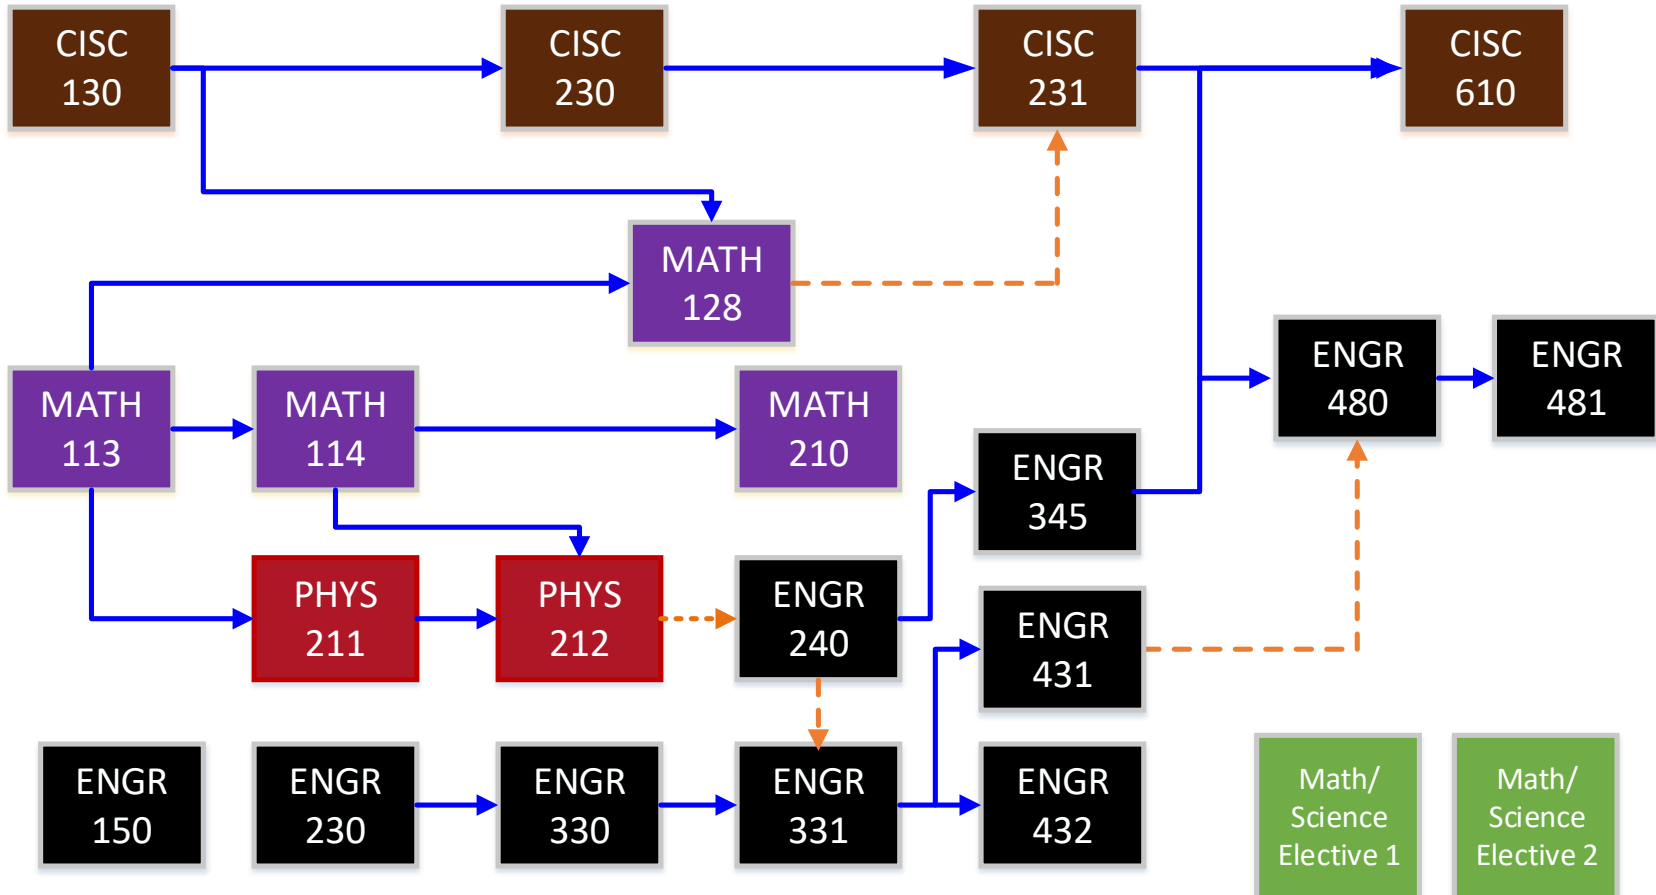 CISC
130
CISC
230
CISC
231
CISC
610
MATH
128
ENGR
480
ENGR
481
MATH
113
MATH
114
MATH
210
ENGR
345
PHYS
211
PHYS
212
ENGR
240
ENGR
431
ENGR
150
ENGR
230
ENGR
330
ENGR
331
ENGR
432
Math/
Science
Elective 1
Math/
Science
Elective 2